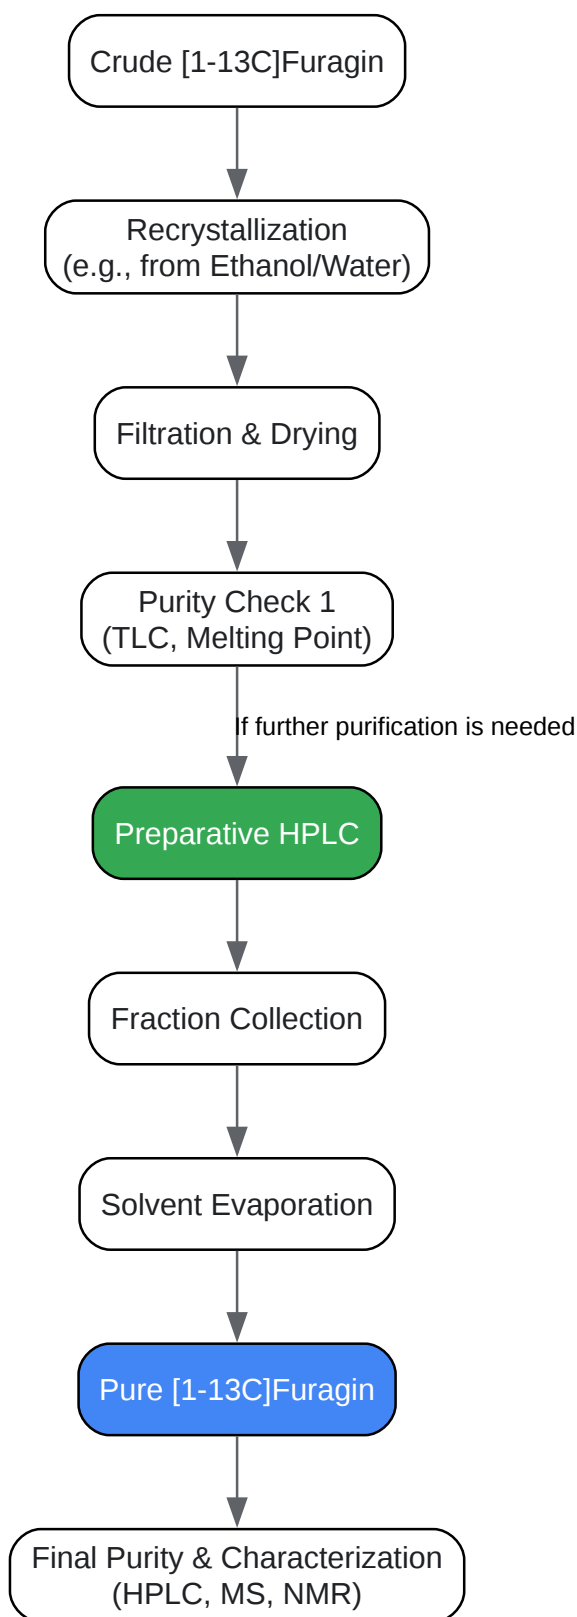 Crude [1-13C]Furagin
Recrystallization
(e.g., from Ethanol/Water)
Filtration & Drying
Purity Check 1
(TLC, Melting Point)
If further purification is needed
Preparative HPLC
Fraction Collection
Solvent Evaporation
Pure [1-13C]Furagin
Final Purity & Characterization
(HPLC, MS, NMR)